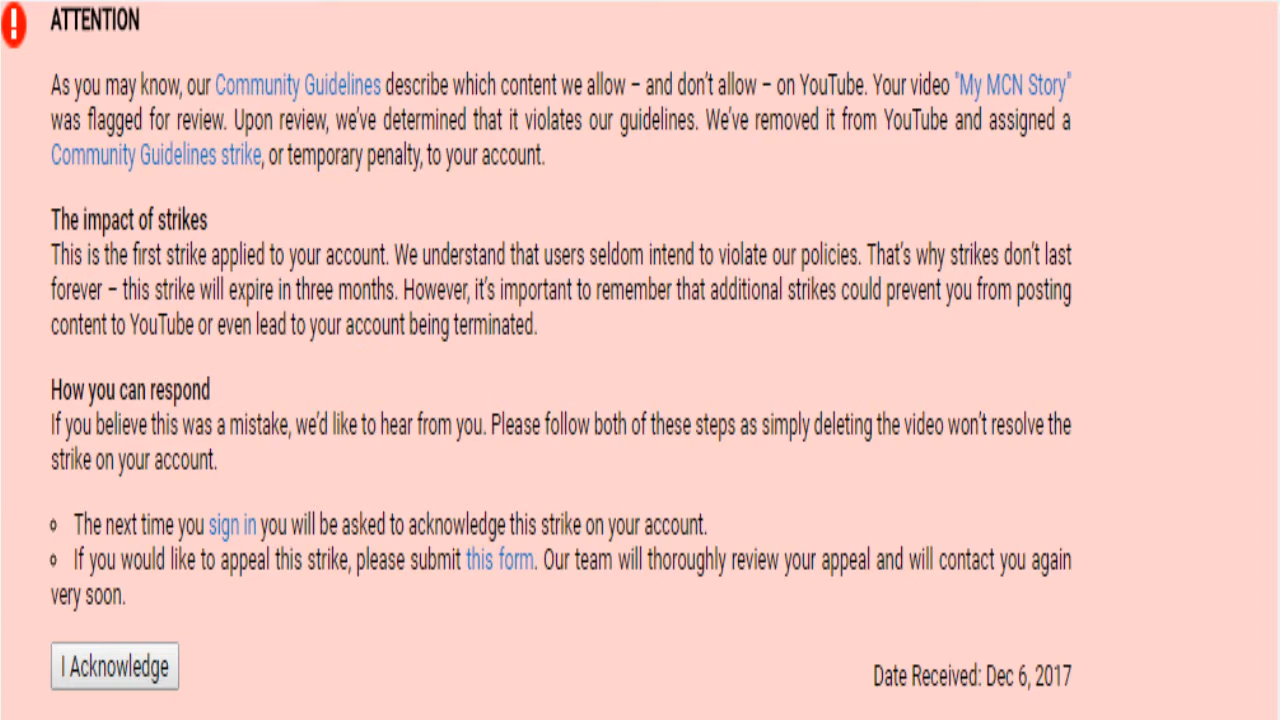 ATTENTION
As you may know, our Community Guidelines describe which content we allow – and don't allow – on YouTube. Your video "My MCN Story"
was flagged for review. Upon review, we've determined that it violates our guidelines. We've removed it from YouTube and assigned a
Community Guidelines strike, or temporary penalty, to your account.
The impact of strikes
This is the first strike applied to your account. We understand that users seldom intend to violate our policies. That's why strikes don't last
forever – this strike will expire in three months. However, it's important to remember that additional strikes could prevent you from posting
content to YouTube or even lead to your account being terminated.
How you can respond
If you believe this was a mistake, we'd like to hear from you. Please follow both of these steps as simply deleting the video won't resolve the
strike on your account.
∘ The next time you sign in you will be asked to acknowledge this strike on your account.
∘ If you would like to appeal this strike, please submit this form. Our team will thoroughly review your appeal and will contact you again
very soon.
I Acknowledge
Date Received: Dec 6, 2017